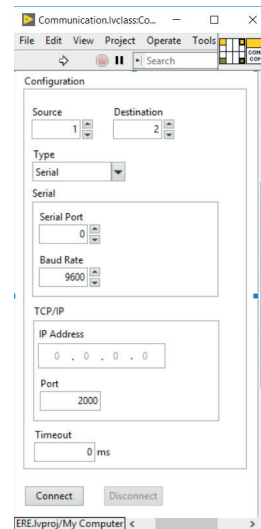 Communication.lvclass:Co...
File Edit View Project Operate Tools
Search
CON
CON
Configuration
Source Destination
1 2
Type
Serial
Serial
Serial Port
0
Baud Rate
9600
TCP/IP
IP Address
0 . 0 . 0 . 0
Port
2000
Timeout
0 ms
Connect Disconnect
ERE.lvproj/My Computer